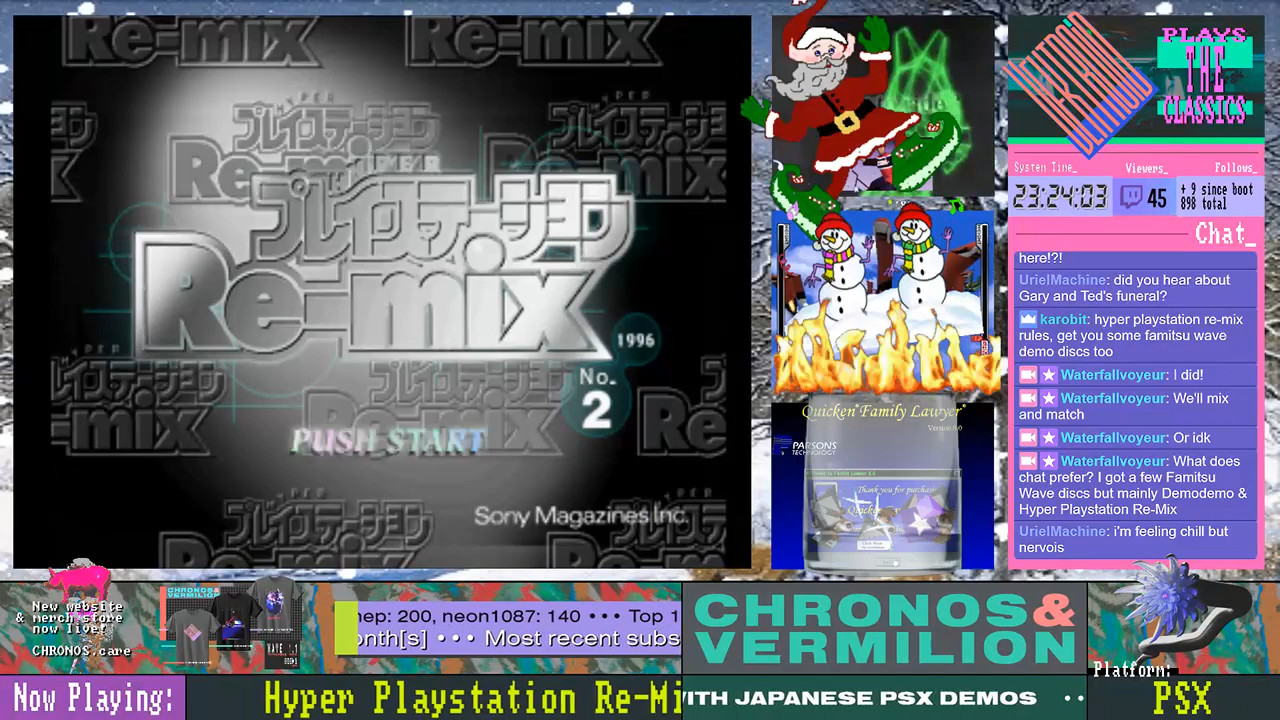 Re-mix
Re-mix
HYPER
プレイステーション
Re-mix
HYPER
プレイステーション
Re-mix
1996
No.
2
PUSH START
Sony Magazines Inc.
Quicken Family Lawyer
PARSONS
TECHNOLOGY
PLAYS
THE
CLASSICS
System Time_
Viewers_
Follows_
23:24:03
45
+ 9 since boot
898 total
Chat_
here!?!
UrielMachine: did you hear about
Gary and Ted's funeral?
karobit: hyper playstation re-mix
rules, get you some famitsu wave
demo discs too
Waterfallvoyeur: I did!
Waterfallvoyeur: We'll mix
and match
Waterfallvoyeur: Or idk
Waterfallvoyeur: What does
chat prefer? I got a few Famitsu
Wave discs but mainly Demodemo &
Hyper Playstation Re-Mix
UrielMachine: i'm feeling chill but
nervois
New website
& merch store
now live!
CHRONOS.care
CHRONOS&
nep: 200, neon1087: 140 ••• Top 1
onth[s] ••• Most recent subs
CHRONOS&
VERMILION
Platform:
Now Playing:
Hyper Playstation Re-Mi
WITH JAPANESE PSX DEMOS ••
PSX